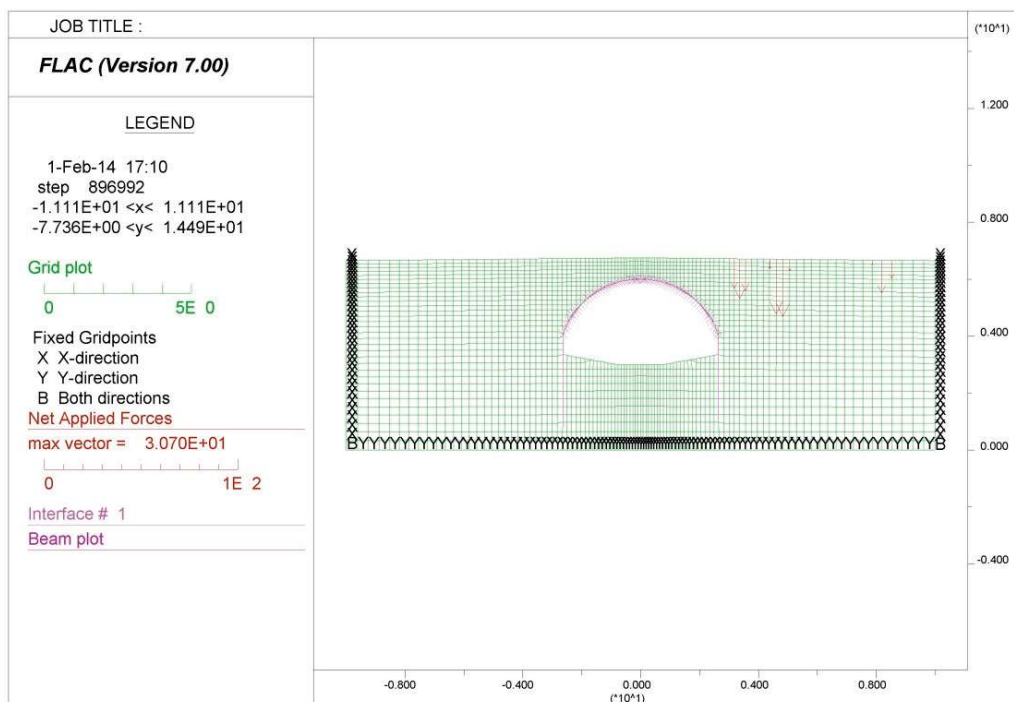 JOB TITLE :
FLAC (Version 7.00)
LEGEND
1-Feb-14 17:10
step 896992
-1.111E+01 <x< 1.111E+01
-7.736E+00 <y< 1.449E+01
Grid plot
0 5E 0
Fixed Gridpoints
X X-direction
Y Y-direction
B Both directions
Net Applied Forces
max vector = 3.070E+01
0 1E 2
Interface # 1
Beam plot
(*10^1)
1.200
0.800
0.400
0.000
-0.400
-0.800 -0.400 0.000 0.400 0.800
(*10^1)